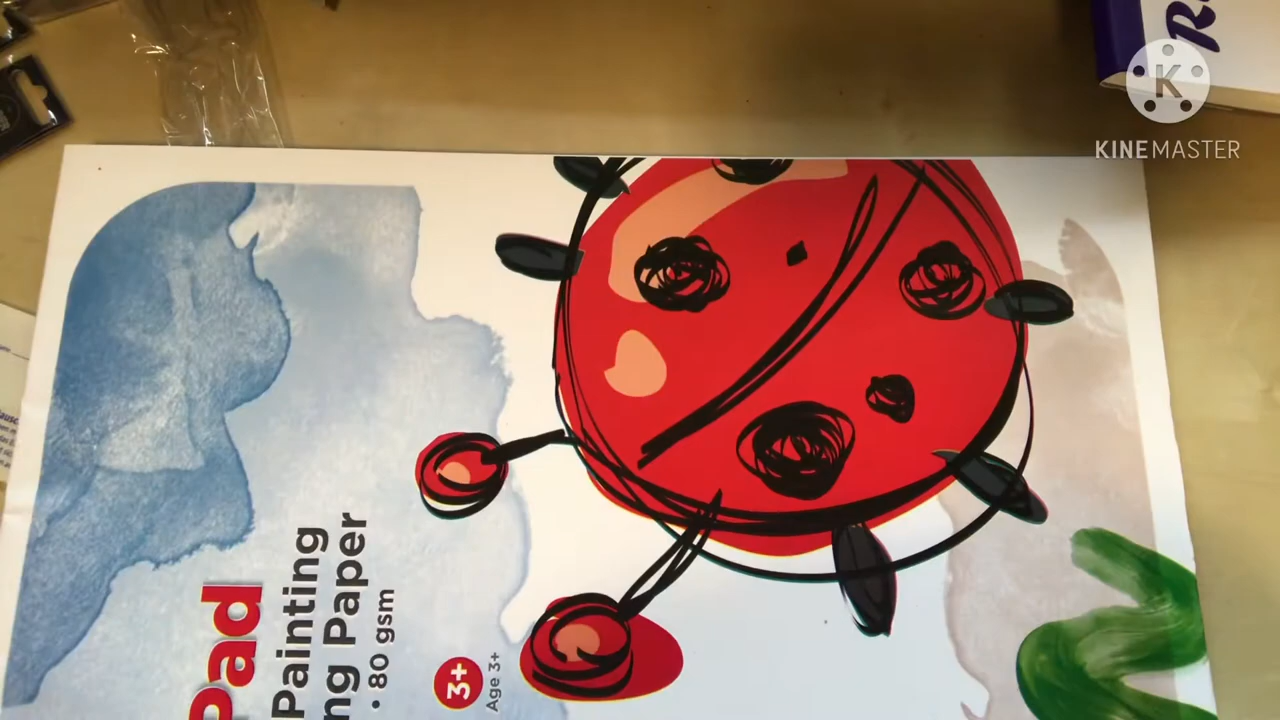 K
KINEMASTER
Pad
Painting
ng Paper
• 80 gsm
3+
Age 3+